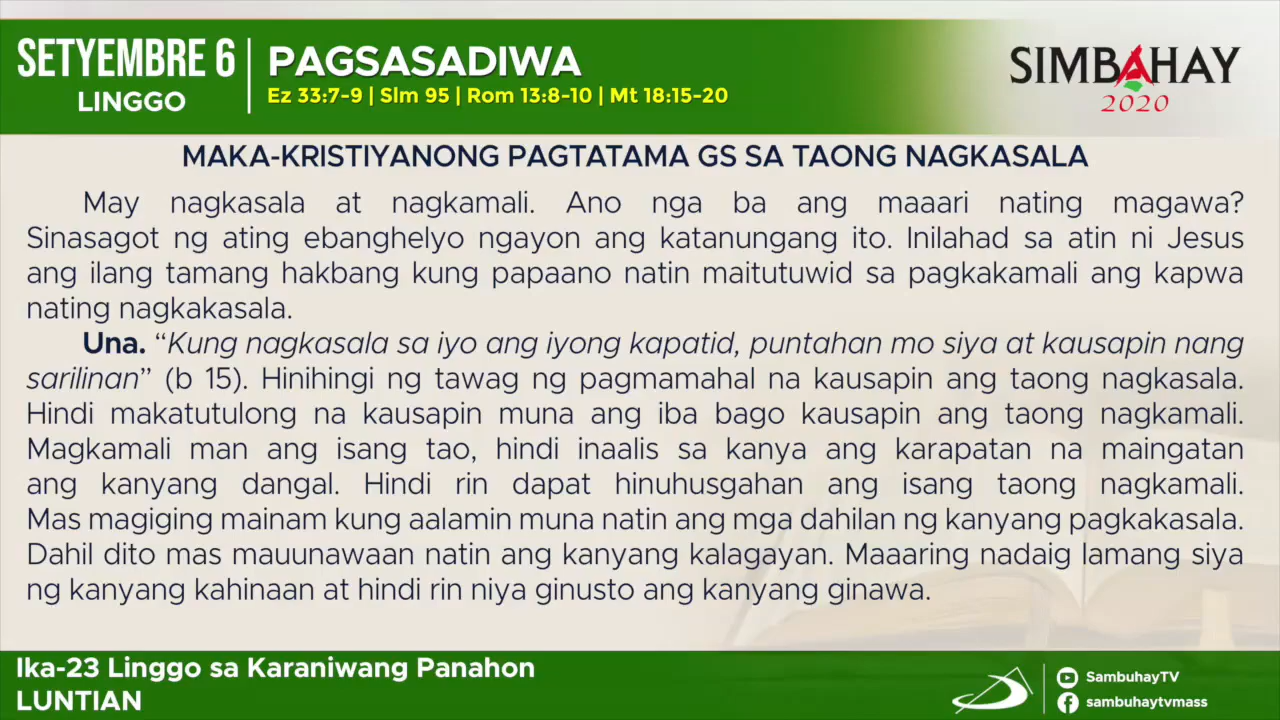 SETYEMBRE 6
LINGGO
PAGSASADIWA
Ez 33:7-9 | Slm 95 | Rom 13:8-10 | Mt 18:15-20
SIMBAHAY
2020
MAKA-KRISTIYANONG PAGTATAMA GS SA TAONG NAGKASALA
May nagkasala at nagkamali. Ano nga ba ang maaari nating magawa?
Sinasagot ng ating ebanghelyo ngayon ang katanungang ito. Inilahad sa atin ni Jesus
ang ilang tamang hakbang kung papaano natin maitutuwid sa pagkakamali ang kapwa
nating nagkakasala.
Una. “Kung nagkasala sa iyo ang iyong kapatid, puntahan mo siya at kausapin nang
sarilinan” (b 15). Hinihingi ng tawag ng pagmamahal na kausapin ang taong nagkasala.
Hindi makatutulong na kausapin muna ang iba bago kausapin ang taong nagkamali.
Magkamali man ang isang tao, hindi inaalis sa kanya ang karapatan na maingatan
ang kanyang dangal. Hindi rin dapat hinuhusgahan ang isang taong nagkamali.
Mas magiging mainam kung aalamin muna natin ang mga dahilan ng kanyang pagkakasala.
Dahil dito mas mauunawaan natin ang kanyang kalagayan. Maaaring nadaig lamang siya
ng kanyang kahinaan at hindi rin niya ginusto ang kanyang ginawa.
Ika-23 Linggo sa Karaniwang Panahon
LUNTIAN
SambuhayTV
sambuhaytvmass